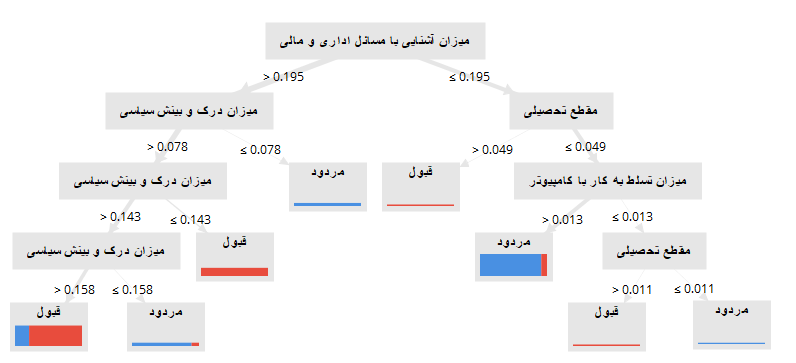 میزان آشنایی با مسائل اداری و مالی
> 0.195
≤ 0.195
میزان درک و بینش سیاسی
مقطع تحصیلی
> 0.078
≤ 0.078
> 0.049
≤ 0.049
میزان درک و بینش سیاسی
مردود
قبول
میزان تسلط به کار با کامپیوتر
> 0.143
≤ 0.143
> 0.013
≤ 0.013
میزان درک و بینش سیاسی
قبول
مردود
مقطع تحصیلی
> 0.158
≤ 0.158
> 0.011
≤ 0.011
قبول
مردود
قبول
مردود